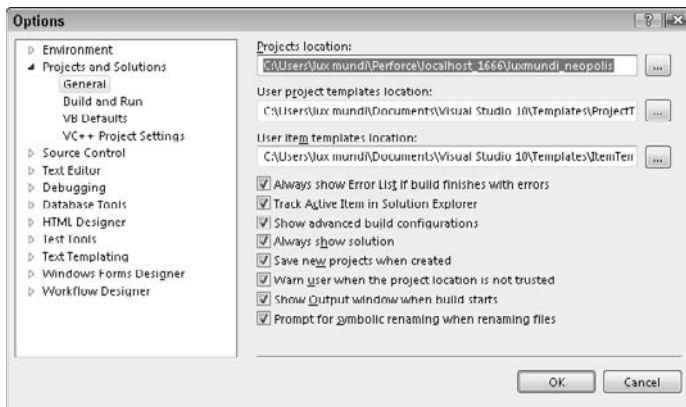 Options
Environment
Projects and Solutions
General
Build and Run
VB Defaults
VC++ Project Settings
Source Control
Text Editor
Debugging
Database Tools
HTML Designer
Test Tools
Text Templating
Windows Forms Designer
Workflow Designer
Projects location:
C:\Users\lux mundi\Perforce\localhost_1666\luxmundi_neopolis
...
User project templates location:
C:\Users\lux mundi\Documents\Visual Studio 10\Templates\ProjectT
...
User item templates location:
C:\Users\lux mundi\Documents\Visual Studio 10\Templates\ItemTem
...
Always show Error List if build finishes with errors
Track Active Item in Solution Explorer
Show advanced build configurations
Always show solution
Save new projects when created
Warn user when the project location is not trusted
Show Output window when build starts
Prompt for symbolic renaming when renaming files
OK
Cancel